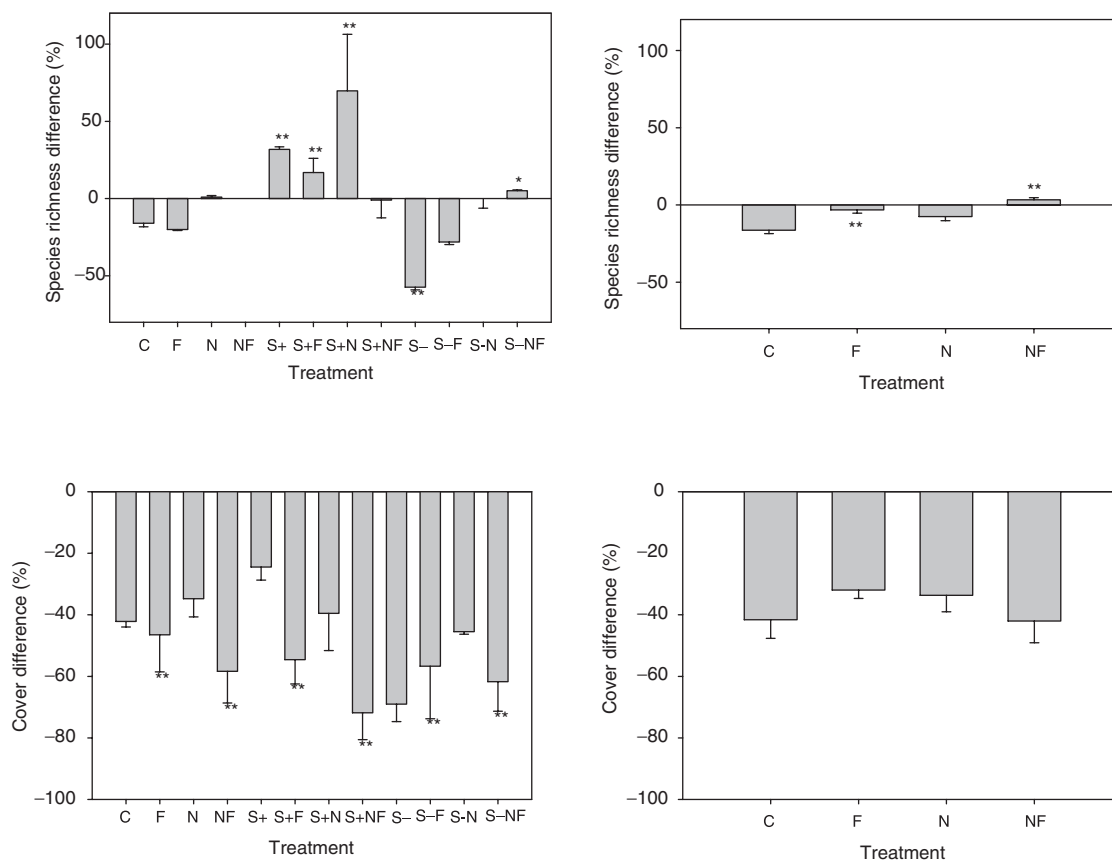 Species richness difference (%)
100
50
0
−50
**
**
**
**
*
C F N NF S+ S+F S+N S+NF S− S−F S-N S−NF
Treatment
Species richness difference (%)
100
50
0
−50
**
**
C F N NF
Treatment
Cover difference (%)
0
−20
−40
−60
−80
−100
**
**
**
**
**
**
C F N NF S+ S+F S+N S+NF S− S−F S-N S−NF
Treatment
Cover difference (%)
0
−20
−40
−60
−80
−100
C F N NF
Treatment